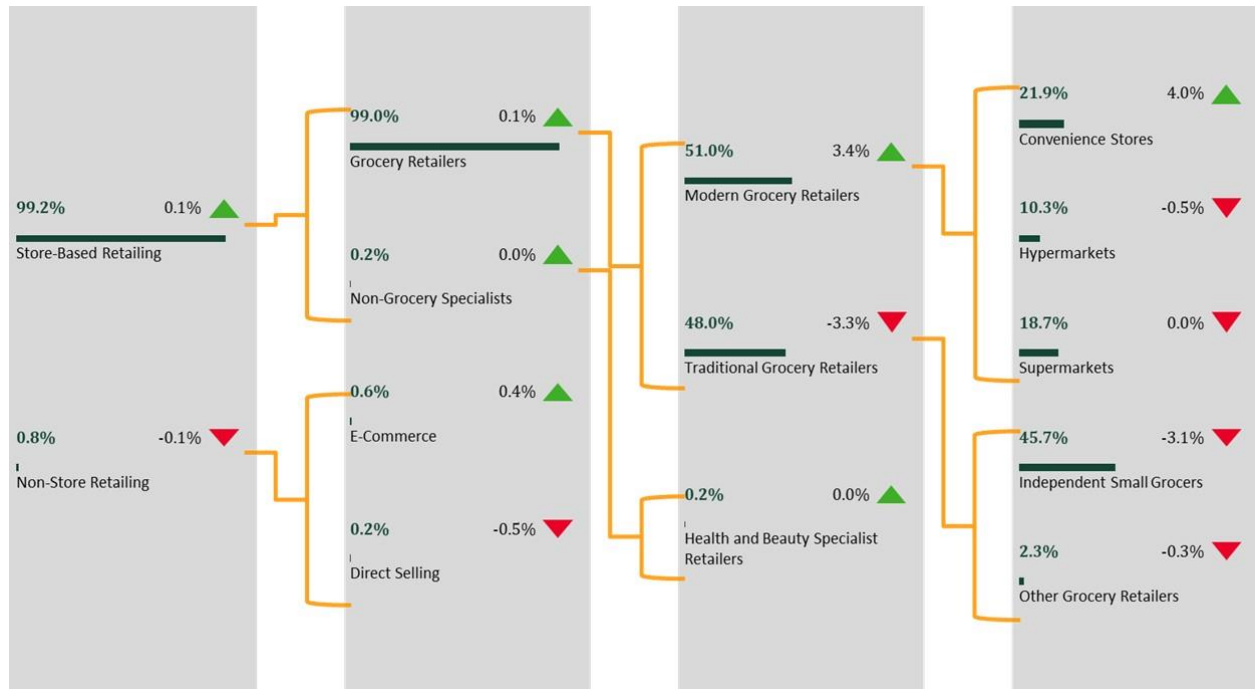 99.2% 0.1%
Store-Based Retailing
0.8% -0.1%
Non-Store Retailing
99.0% 0.1%
Grocery Retailers
0.2% 0.0%
Non-Grocery Specialists
0.6% 0.4%
E-Commerce
0.2% -0.5%
Direct Selling
51.0% 3.4%
Modern Grocery Retailers
48.0% -3.3%
Traditional Grocery Retailers
0.2% 0.0%
Health and Beauty Specialist
Retailers
21.9% 4.0%
Convenience Stores
10.3% -0.5%
Hypermarkets
18.7% 0.0%
Supermarkets
45.7% -3.1%
Independent Small Grocers
2.3% -0.3%
Other Grocery Retailers